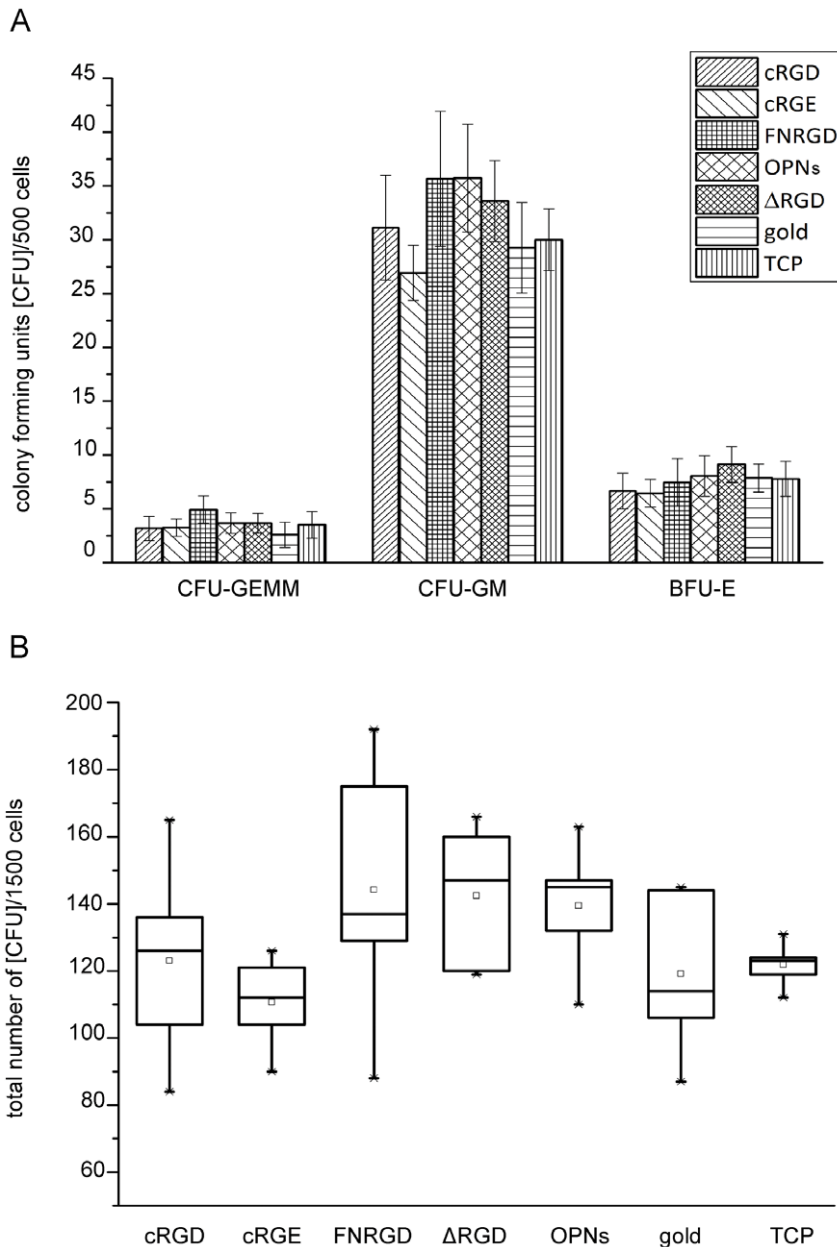 A
colony forming units [CFU]/500 cells
45
40
35
30
25
20
15
10
5
0
cRGD
cRGE
FNRGD
OPNs
ΔRGD
gold
TCP
CFU-GEMM CFU-GM BFU-E
B
total number of [CFU]/1500 cells
200
180
160
140
120
100
80
60
cRGD cRGE FNRGD ΔRGD OPNs gold TCP